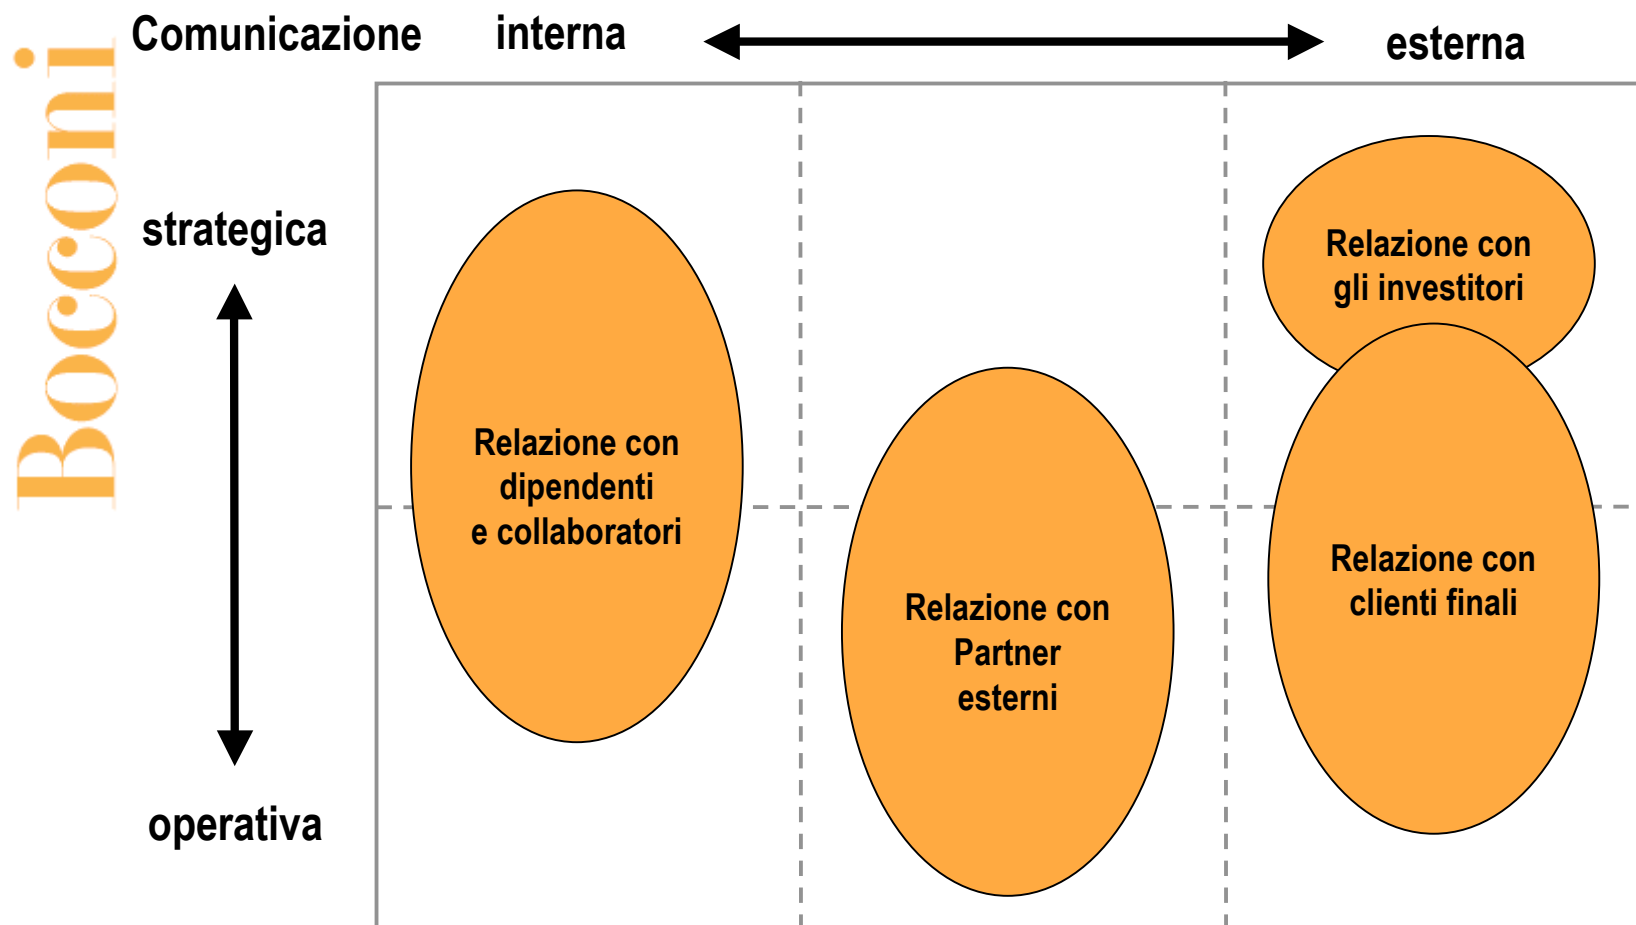 Bocconi
Comunicazione
interna
esterna
strategica
operativa
Relazione con
dipendenti
e collaboratori
Relazione con
Partner
esterni
Relazione con
gli investitori
Relazione con
clienti finali